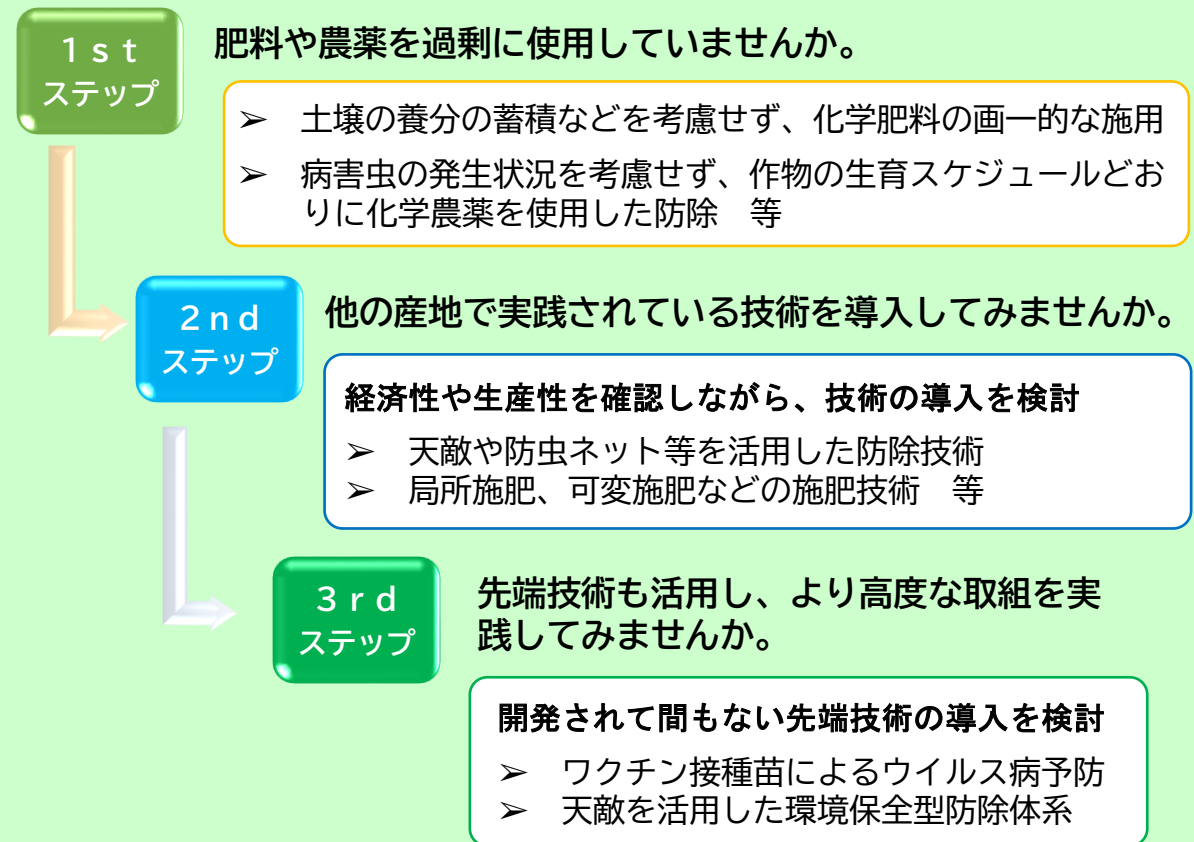 1st
ステップ
肥料や農薬を過剰に使用していませんか。
➢ 土壌の養分の蓄積などを考慮せず、化学肥料の画一的な施用
➢ 病害虫の発生状況を考慮せず、作物の生育スケジュールどお
りに化学農薬を使用した防除　等
2nd
ステップ
他の産地で実践されている技術を導入してみませんか。
経済性や生産性を確認しながら、技術の導入を検討
➢ 天敵や防虫ネット等を活用した防除技術
➢ 局所施肥、可変施肥などの施肥技術　等
3rd
ステップ
先端技術も活用し、より高度な取組を実
践してみませんか。
開発されて間もない先端技術の導入を検討
➢ ワクチン接種苗によるウイルス病予防
➢ 天敵を活用した環境保全型防除体系